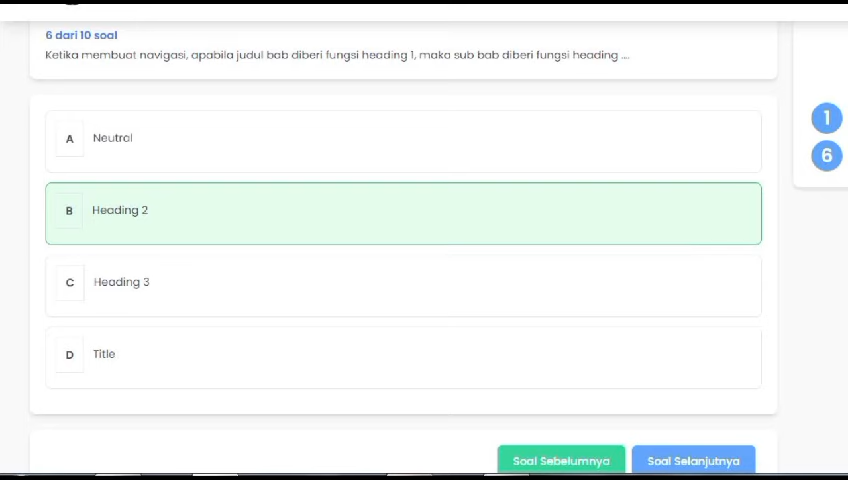 6 dari 10 soal
Ketika membuat navigasi, apabila judul bab diberi fungsi heading 1, maka sub bab diberi fungsi heading ....
1
6
A Neutral
B Heading 2
C Heading 3
D Title
Soal Sebelumnya Soal Selanjutnya